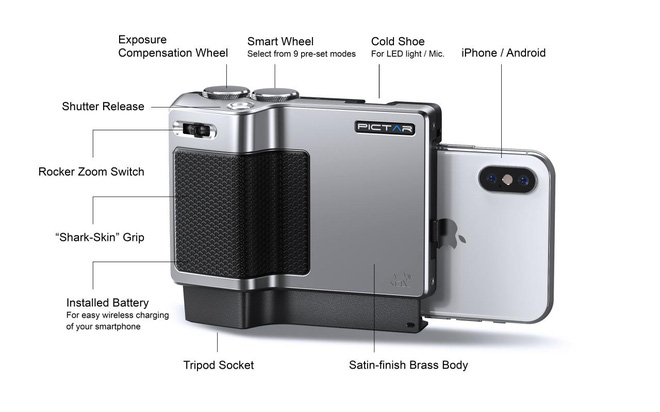 Exposure
Compensation Wheel
Smart Wheel
Select from 9 pre-set modes
Cold Shoe
For LED light / Mic.
iPhone / Android
Shutter Release
PICTAR
Rocker Zoom Switch
“Shark-Skin” Grip
Installed Battery
For easy wireless charging
of your smartphone
Tripod Socket
Satin-finish Brass Body